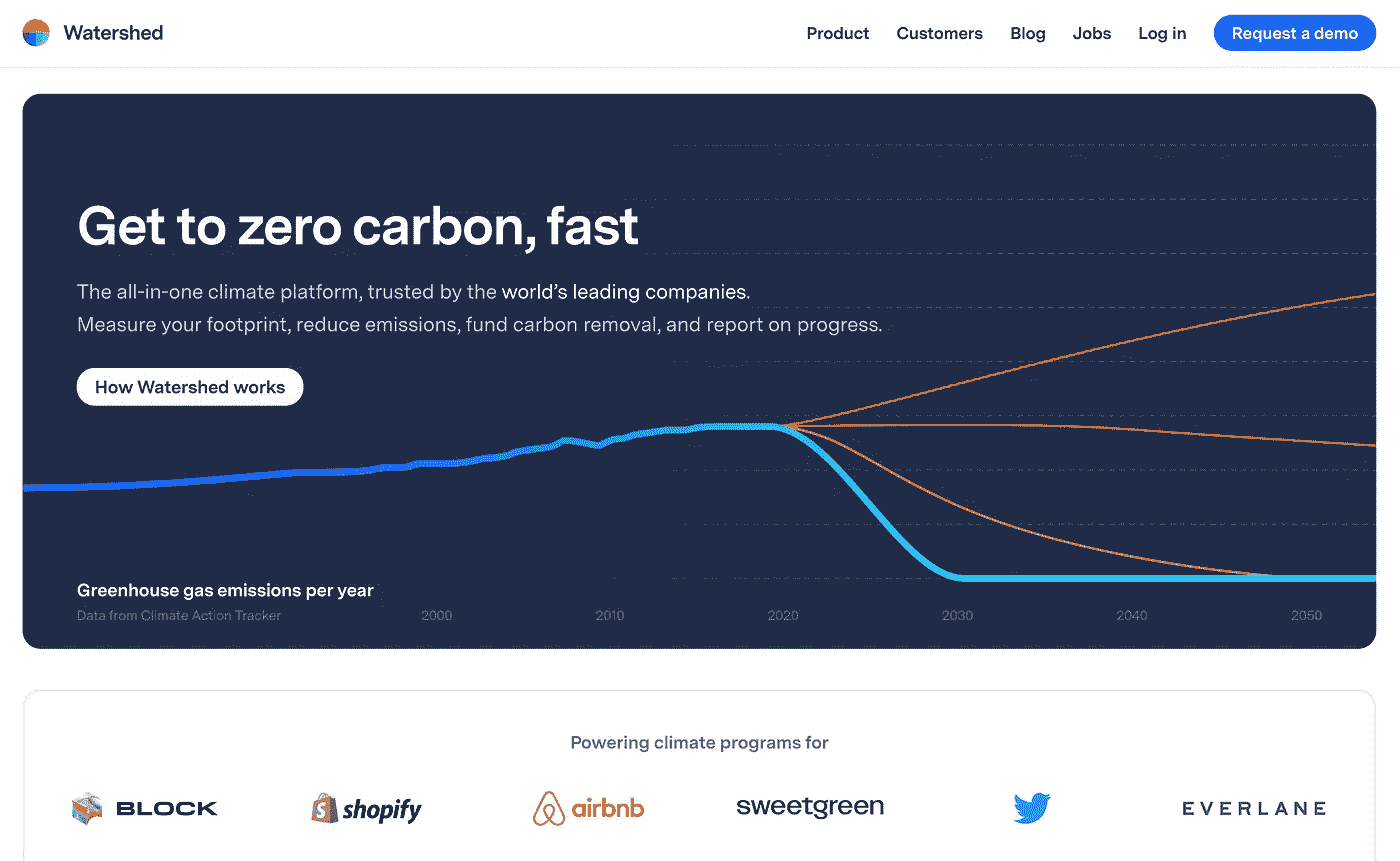 Watershed
Product
Customers
Blog
Jobs
Log in
Request a demo
Get to zero carbon, fast
The all-in-one climate platform, trusted by the world’s leading companies.
Measure your footprint, reduce emissions, fund carbon removal, and report on progress.
How Watershed works
Greenhouse gas emissions per year
Data from Climate Action Tracker
2000
2010
2020
2030
2040
2050
Powering climate programs for
BLOCK
shopify
airbnb
sweetgreen
EVERLANE